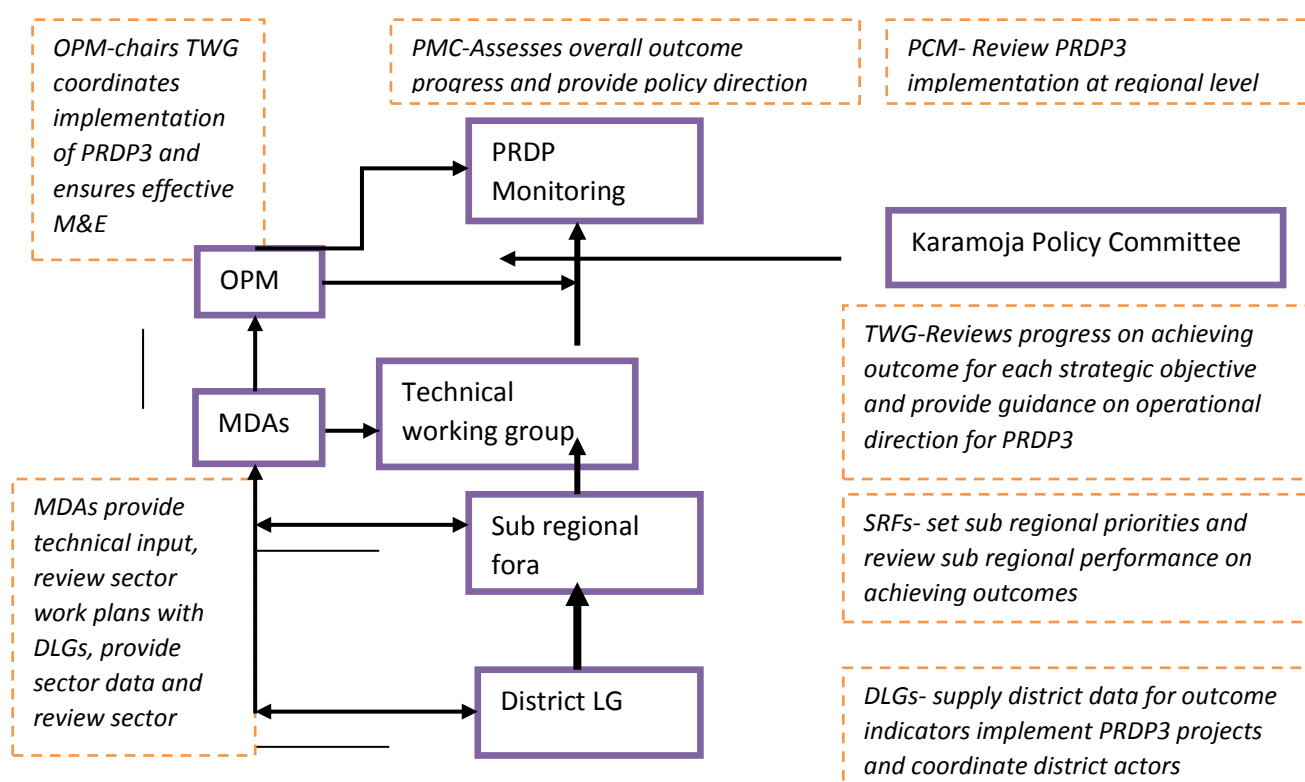 OPM-chairs TWG
coordinates
implementation
of PRDP3 and
ensures effective
M&E
PMC-Assesses overall outcome
progress and provide policy direction
PCM- Review PRDP3
implementation at regional level
PRDP
Monitoring
Karamoja Policy Committee
OPM
TWG-Reviews progress on achieving
outcome for each strategic objective
and provide guidance on operational
direction for PRDP3
Technical
working group
MDAs
MDAs provide
technical input,
review sector
work plans with
DLGs, provide
sector data and
review sector
Sub regional
fora
SRFs- set sub regional priorities and
review sub regional performance on
achieving outcomes
District LG
DLGs- supply district data for outcome
indicators implement PRDP3 projects
and coordinate district actors